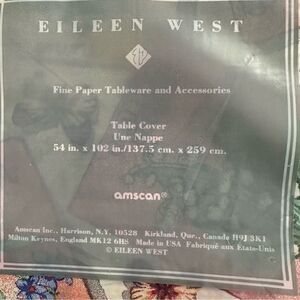 EILEEN WEST
EW
Fine Paper Tableware and Accessories
Table Cover
Une Nappe
54 in. x 102 in./137.5 cm. x 259 cm.
amscan®
Amscan Inc., Harrison, N.Y. 10528 Kirkland, Que., Canada H9J 3K1
Milton Keynes, England MK12 6HS Made in USA Fabriqué aux Etats-Unis
© EILEEN WEST